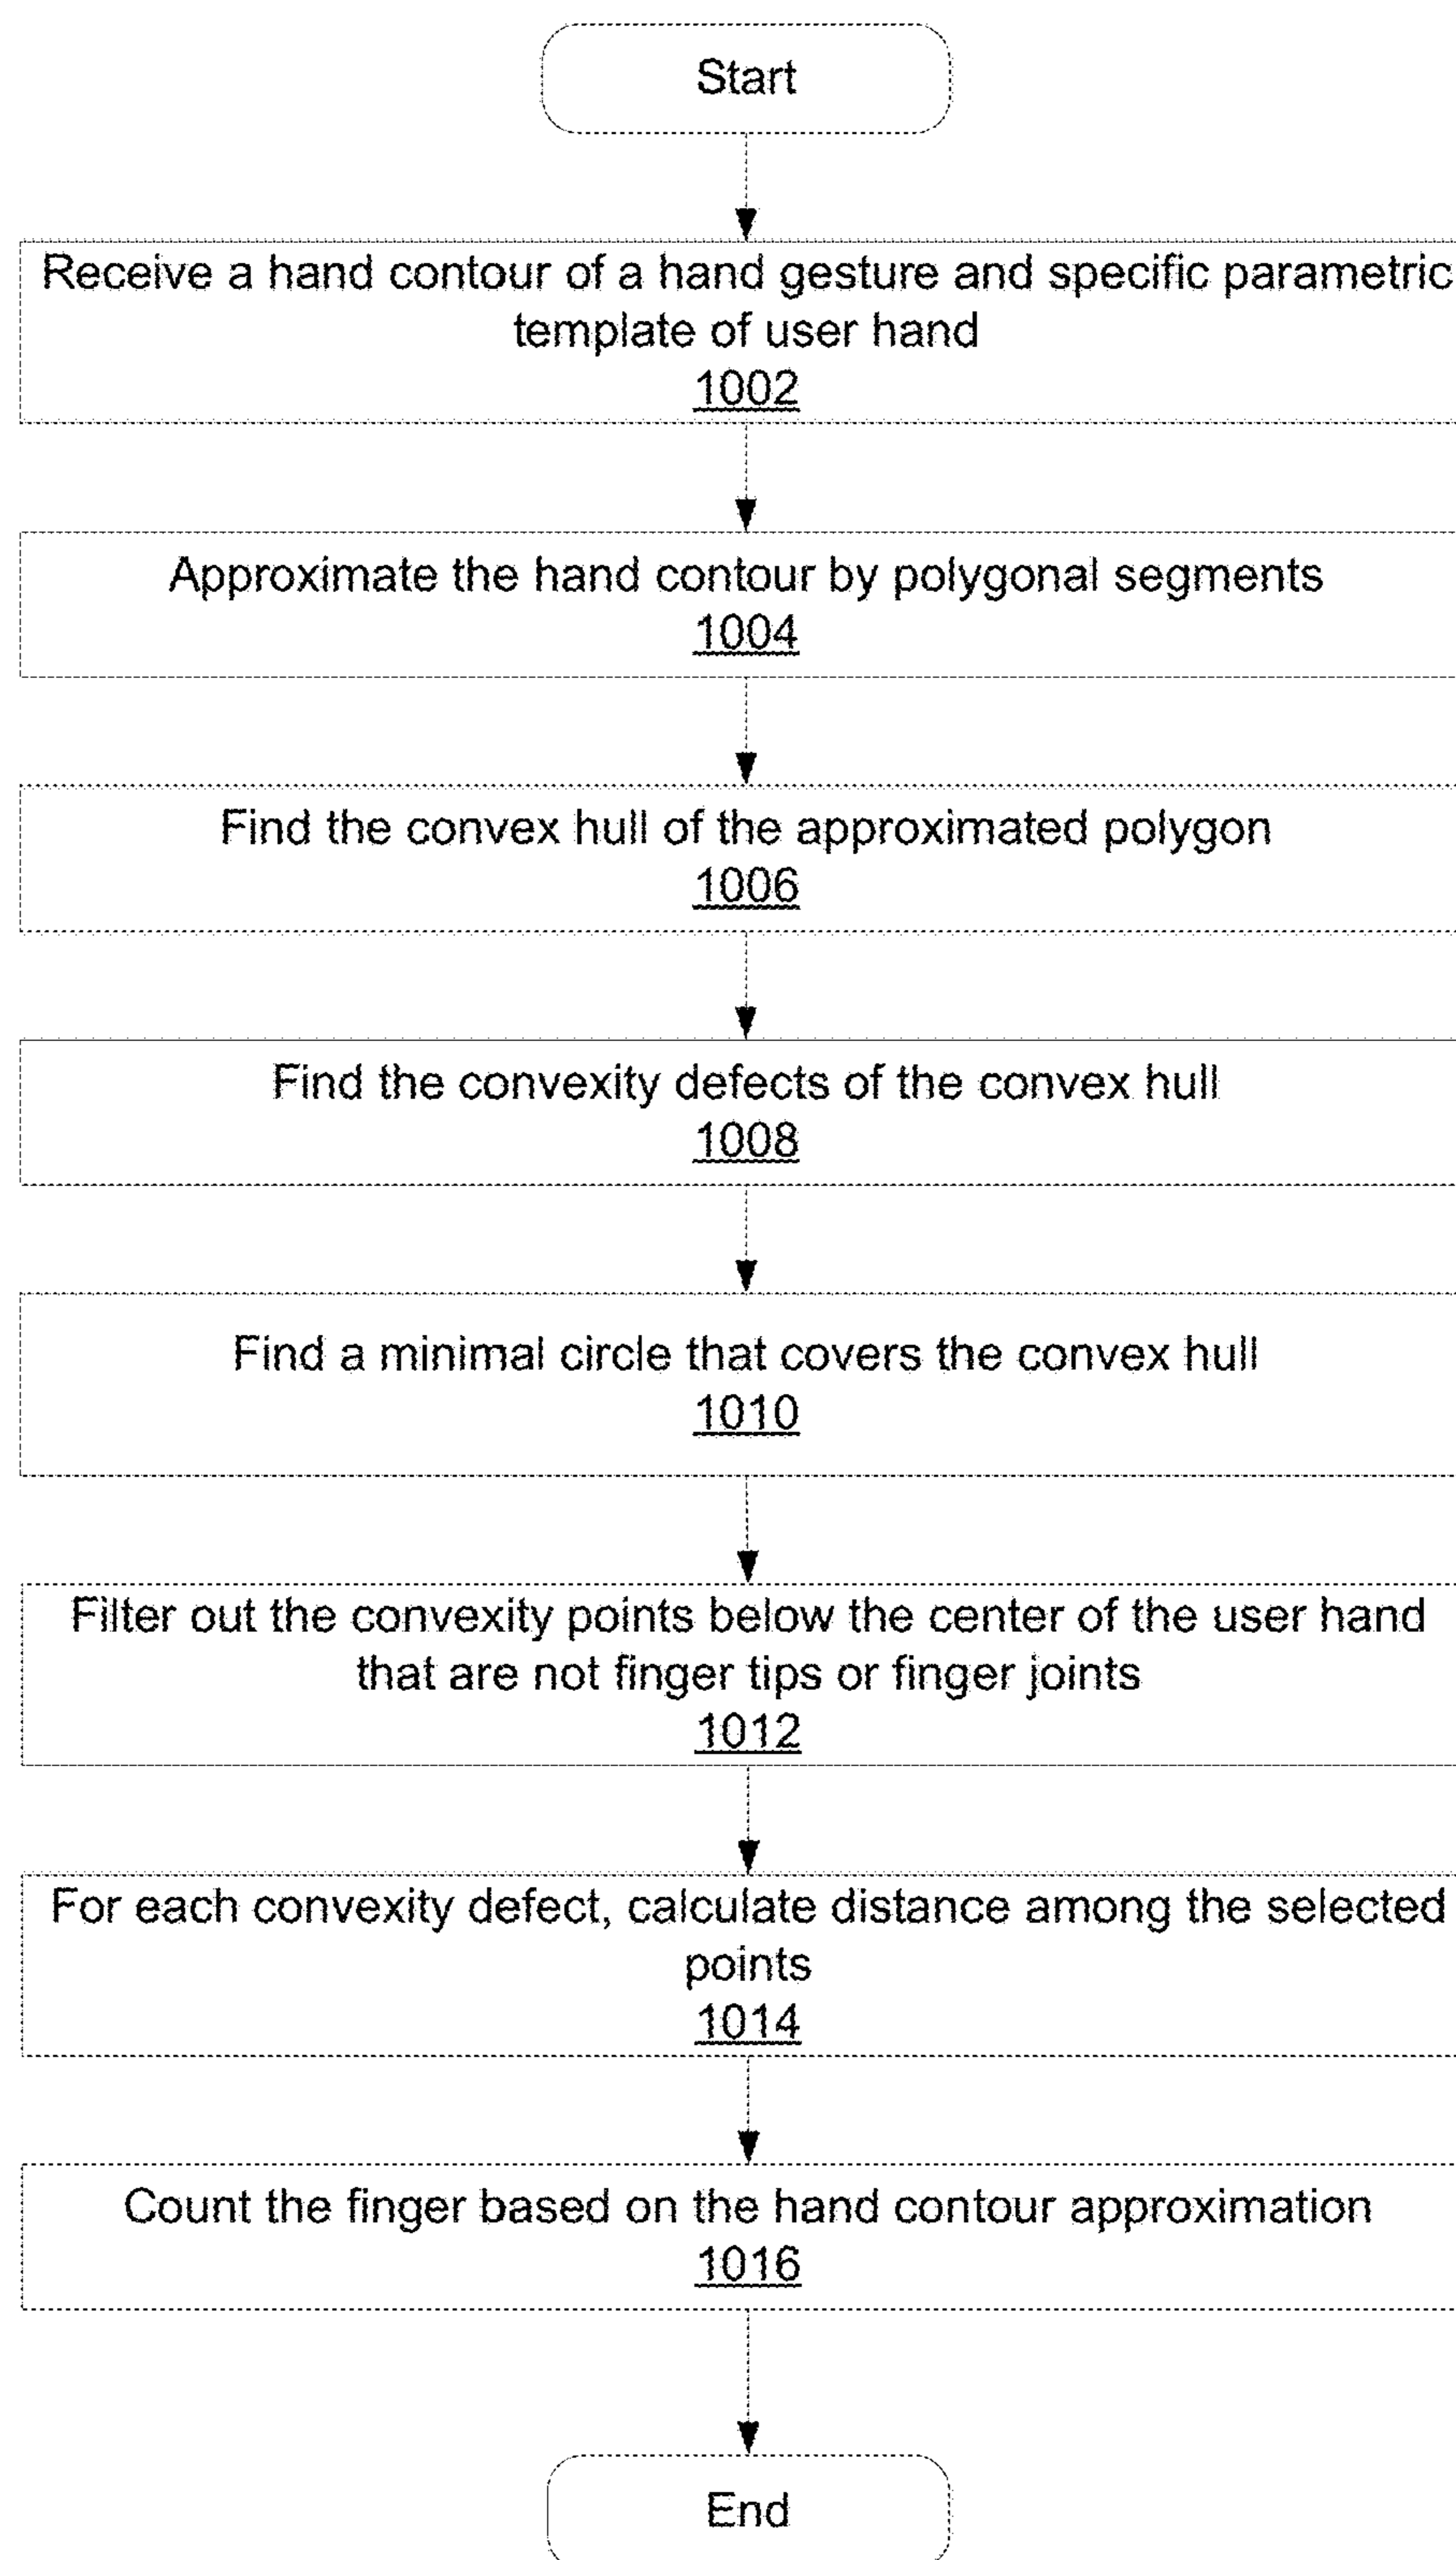 Start
Receive a hand contour of a hand gesture and specific parametric
template of user hand
1002
Approximate the hand contour by polygonal segments
1004
Find the convex hull of the approximated polygon
1006
Find the convexity defects of the convex hull
1008
Find a minimal circle that covers the convex hull
1010
Filter out the convexity points below the center of the user hand
that are not finger tips or finger joints
1012
For each convexity defect, calculate distance among the selected
points
1014
Count the finger based on the hand contour approximation
1016
End